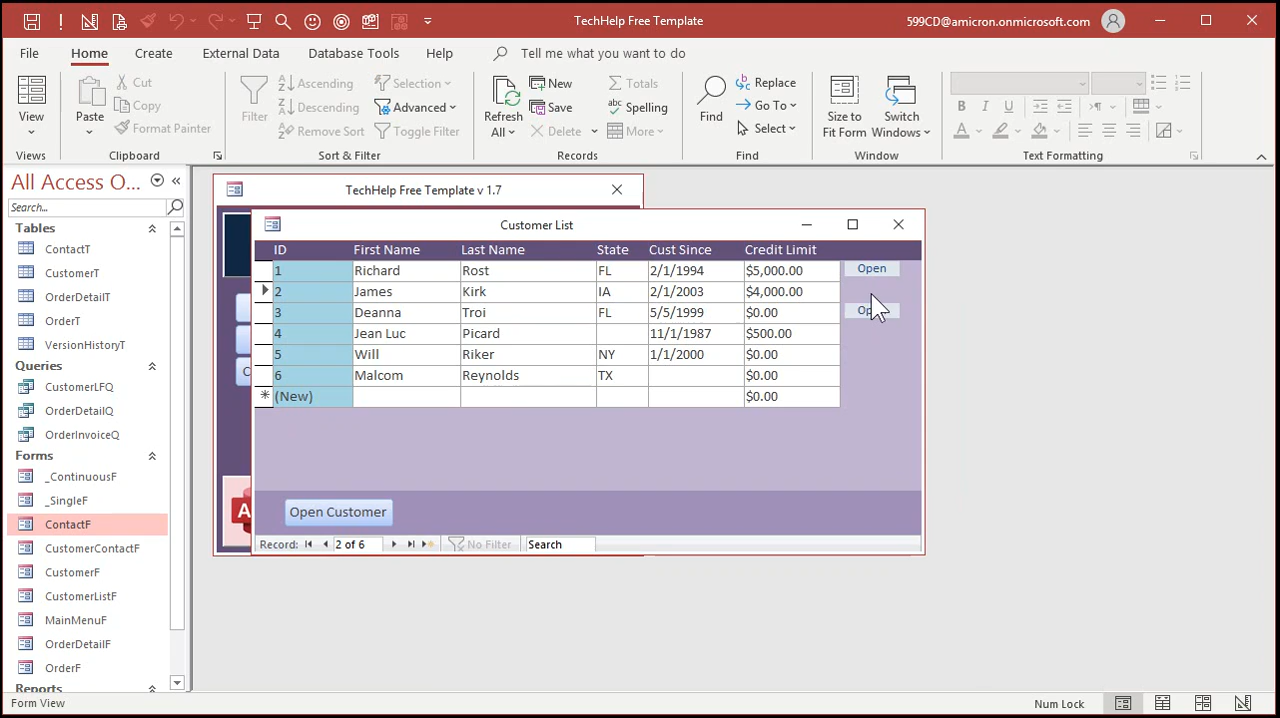 TechHelp Free Template
599CD@amicron.onmicrosoft.com
File Home Create External Data Database Tools Help Tell me what you want to do
View
Views
Paste
Cut
Copy
Format Painter
Clipboard
Filter
Ascending
Descending
Remove Sort
Selection
Advanced
Toggle Filter
Sort & Filter
Refresh
All
New
Save
Delete
Totals
Spelling
More
Records
Find
Replace
Go To
Select
Find
Size to
Fit Form
Switch
Windows
Window
B I U
A
Text Formatting
All Access O...
Search...
Tables
ContactT
CustomerT
OrderDetailT
OrderT
VersionHistoryT
Queries
CustomerLFQ
OrderDetailQ
OrderInvoiceQ
Forms
_ContinuousF
_SingleF
ContactF
CustomerContactF
CustomerF
CustomerListF
MainMenuF
OrderDetailF
OrderF
Reports
TechHelp Free Template v 1.7
Customer List
ID First Name Last Name State Cust Since Credit Limit
1 Richard Rost FL 2/1/1994 $5,000.00 Open
2 James Kirk IA 2/1/2003 $4,000.00
3 Deanna Troi FL 5/5/1999 $0.00
4 Jean Luc Picard 11/1/1987 $500.00
5 Will Riker NY 1/1/2000 $0.00
6 Malcom Reynolds TX $0.00
(New) $0.00
Open Customer
Record: 2 of 6 No Filter Search
Form View
Num Lock